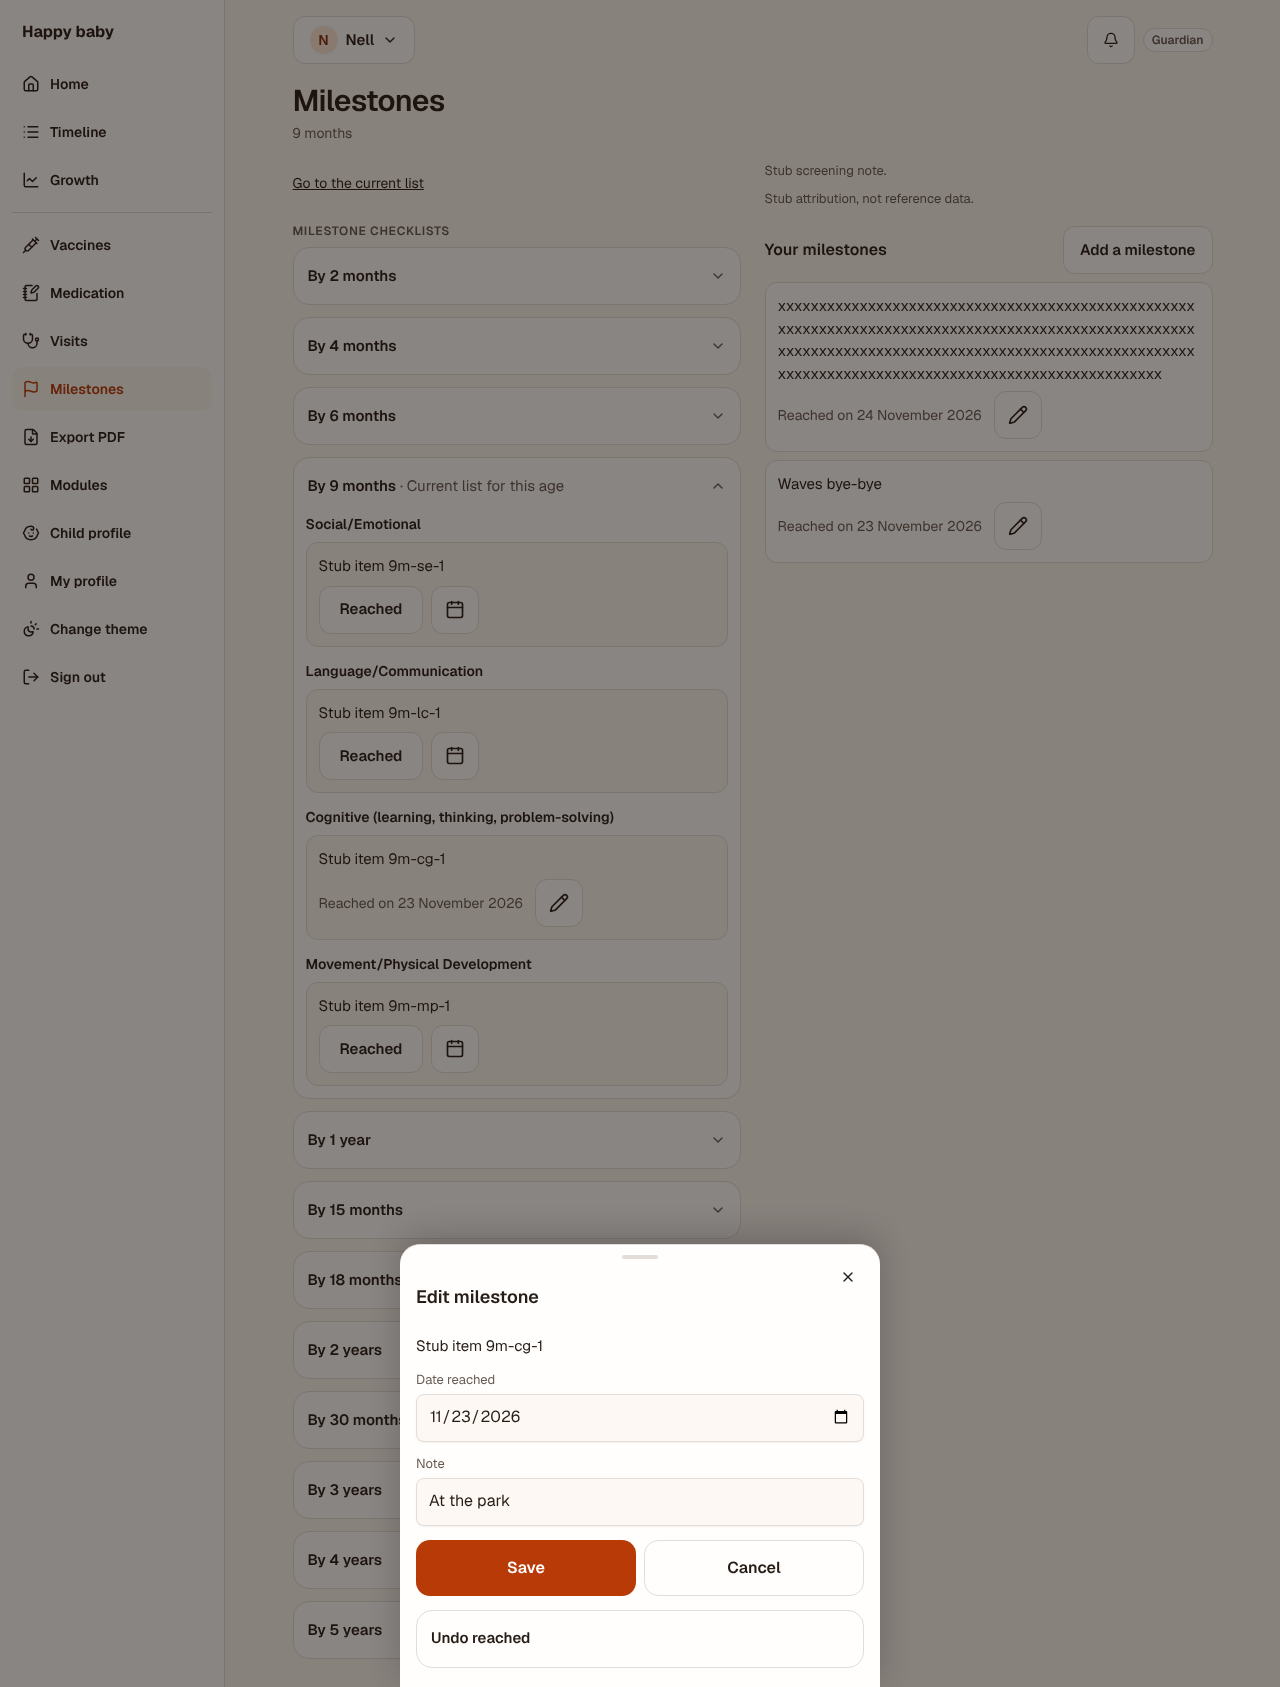 Happy baby
Home
Timeline
Growth
Vaccines
Medication
Visits
Milestones
Export PDF
Modules
Child profile
My profile
Change theme
Sign out
N Nell
Guardian
Milestones
9 months
Go to the current list
MILESTONE CHECKLISTS
By 2 months
By 4 months
By 6 months
By 9 months · Current list for this age
Social/Emotional
Stub item 9m-se-1
Reached
Language/Communication
Stub item 9m-lc-1
Reached
Cognitive (learning, thinking, problem-solving)
Stub item 9m-cg-1
Reached on 23 November 2026
Movement/Physical Development
Stub item 9m-mp-1
Reached
By 1 year
By 15 months
By 18 months
By 2 years
By 30 months
By 3 years
By 4 years
By 5 years
Stub screening note.
Stub attribution, not reference data.
Your milestones
Add a milestone
xxxxxxxxxxxxxxxxxxxxxxxxxxxxxxxxxxxxxxxxxxxxxxxxxxx
xxxxxxxxxxxxxxxxxxxxxxxxxxxxxxxxxxxxxxxxxxxxxxxxxxx
xxxxxxxxxxxxxxxxxxxxxxxxxxxxxxxxxxxxxxxxxxxxxxxxxxx
xxxxxxxxxxxxxxxxxxxxxxxxxxxxxxxxxxxxxxxxxxxxxxx
Reached on 24 November 2026
Waves bye-bye
Reached on 23 November 2026
Edit milestone
Stub item 9m-cg-1
Date reached
11/23/2026
Note
At the park
Save
Cancel
Undo reached